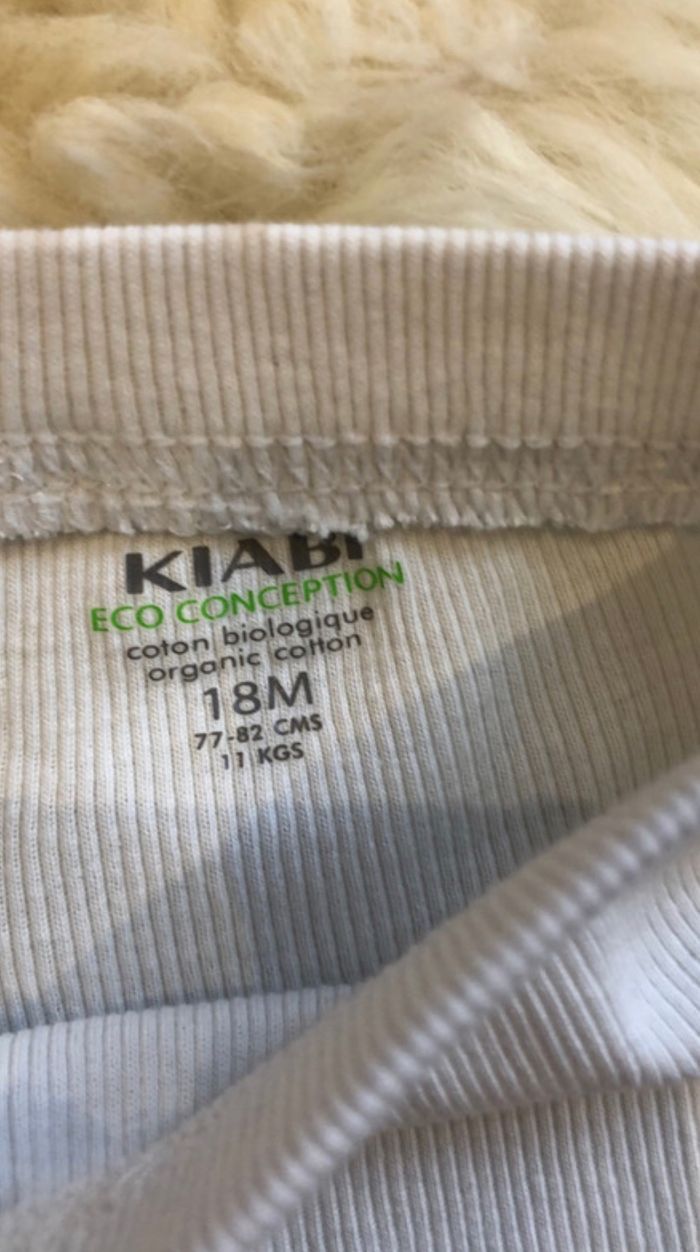 KIABI
ECO CONCEPTION
coton biologique
organic cotton
18M
77-82 CMS
11 KGS